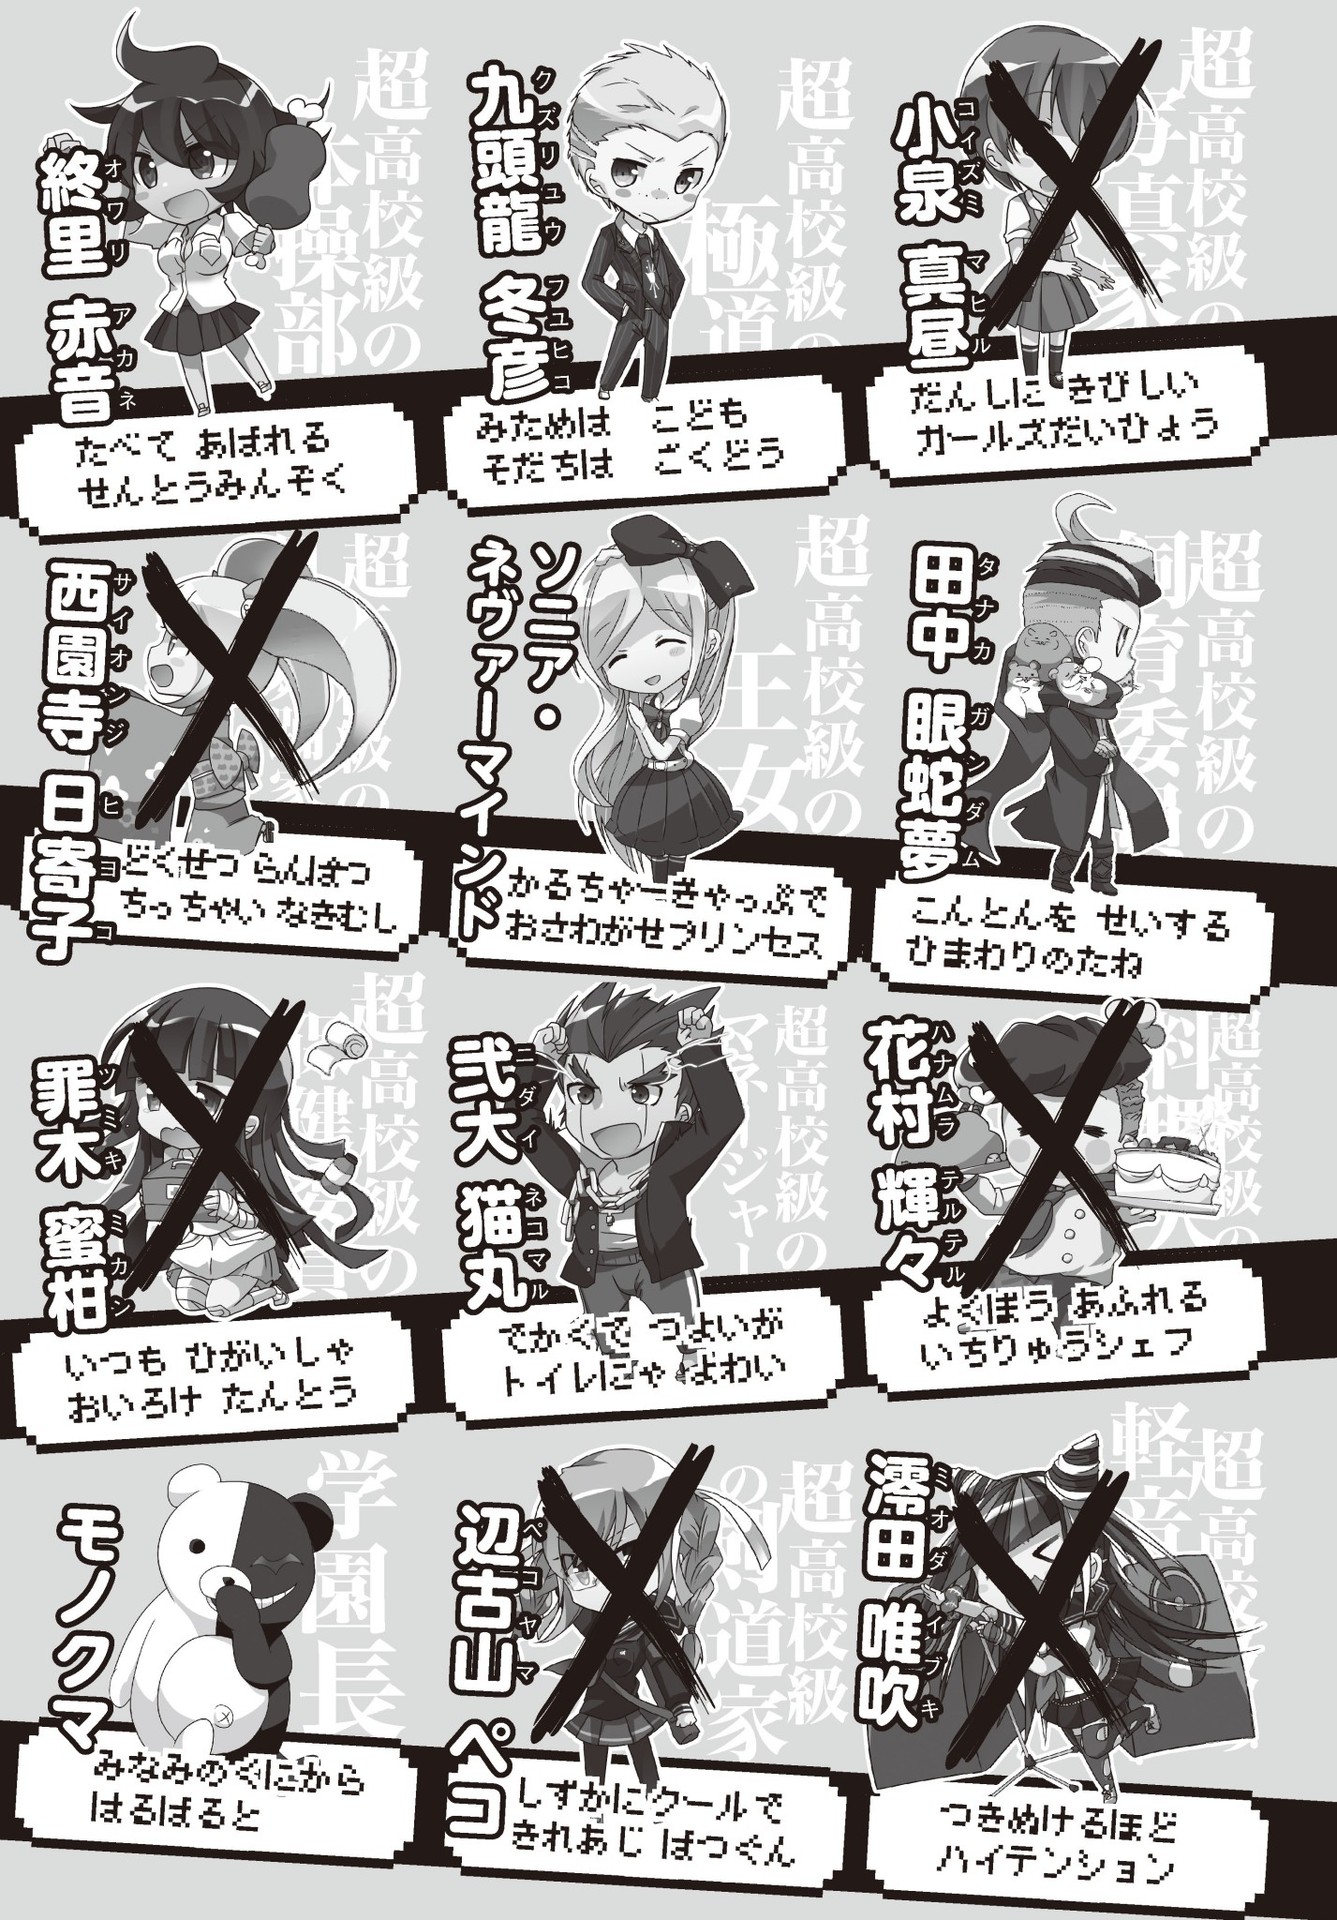 超高校級の
写真家
小泉 真昼
コイズミ マヒル
だんしに きびしい
ガールズだいひょう
超高校級の
極道
九頭龍 冬彦
クズリュウ フユヒコ
みためは こども
そだちは ごくどう
超高校級の
体操部
終里 赤音
オワリ アカネ
たべて あばれる
せんとうみんぞく
超高校級の
飼育委員
田中 眼蛇夢
タナカ ガンダム
こんとんを せいする
ひまわりのたね
超高校級の
王女
ソニア・
ネヴァーマインド
かるちゃーぎゃっぷで
おさわがせプリンセス
西園寺 日寄子
サイオンジ ヒヨコ
どくぜつ らんぱつ
ちっちゃい なきむし
超高校級の
料理人
花村 輝々
ハナムラ テルテル
よくぼう あふれる
いちりゅうシェフ
超高校級の
マネージャー
弐大 猫丸
ニダイ ネコマル
でかくて つよいが
トイレにゃ よわい
超高校級の
保健委員
罪木 蜜柑
ツミキ ミカン
いつも ひがいしゃ
おいろけ たんとう
超高校級
軽音
澪田 唯吹
ミオダ イブキ
つきぬけるほど
ハイテンション
超高校級
の剣道家
辺古山 ペコ
ペコヤマ
しずかにクールで
きれあじ ばつぐん
学園長
モノクマ
みなみのくにから
はるばると